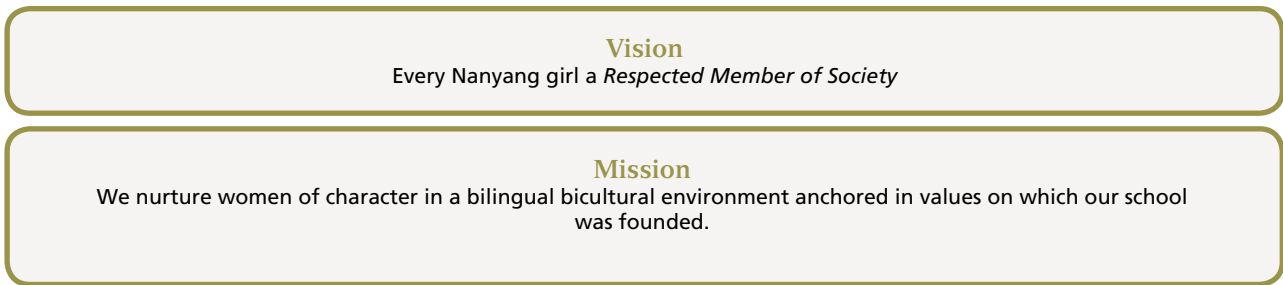 Vision
Every Nanyang girl a Respected Member of Society
Mission
We nurture women of character in a bilingual bicultural environment anchored in values on which our school
was founded.